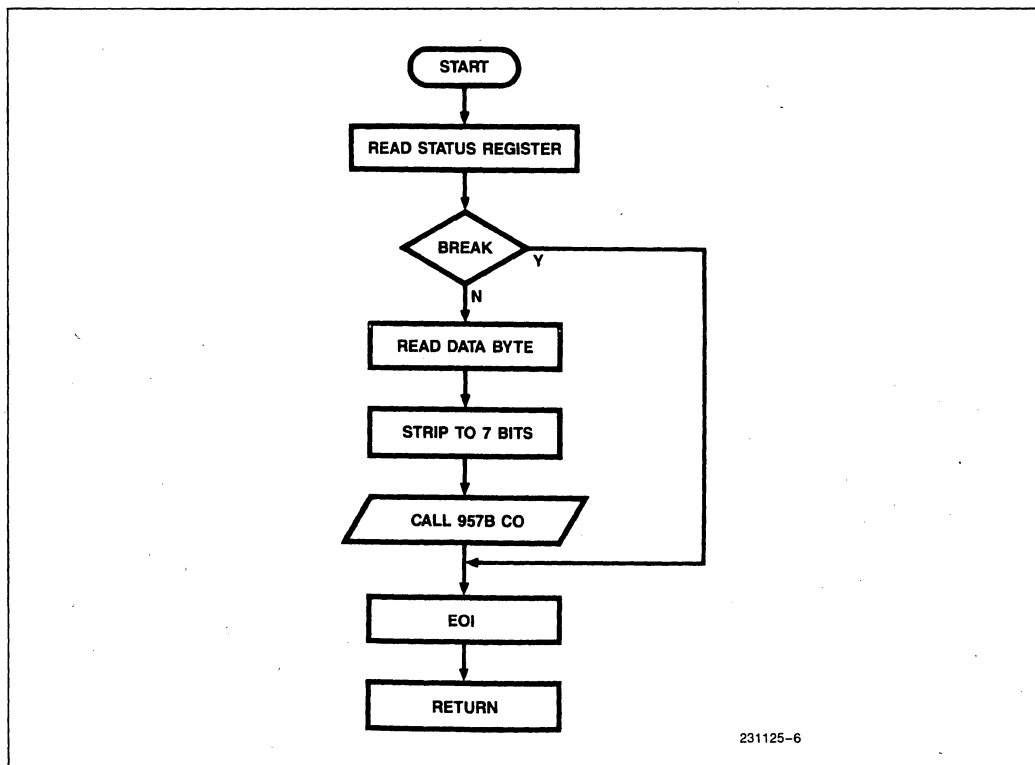 START
READ STATUS REGISTER
BREAK
Y
N
READ DATA BYTE
STRIP TO 7 BITS
CALL 957B CO
EOI
RETURN
231125-6